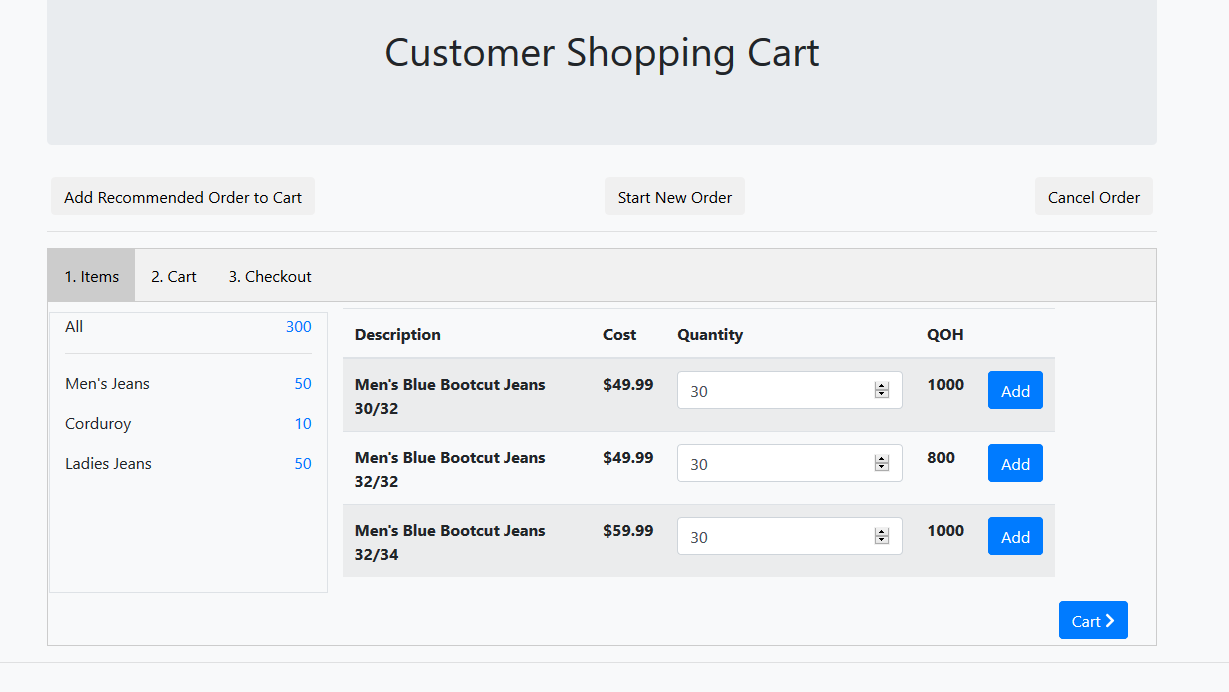 Customer Shopping Cart
Add Recommended Order to Cart
Start New Order
Cancel Order
1. Items
2. Cart
3. Checkout
All 300
Men's Jeans 50
Corduroy 10
Ladies Jeans 50
Description Cost Quantity QOH
Men's Blue Bootcut Jeans $49.99 30 1000 Add
30/32
Men's Blue Bootcut Jeans $49.99 30 800 Add
32/32
Men's Blue Bootcut Jeans $59.99 30 1000 Add
32/34
Cart